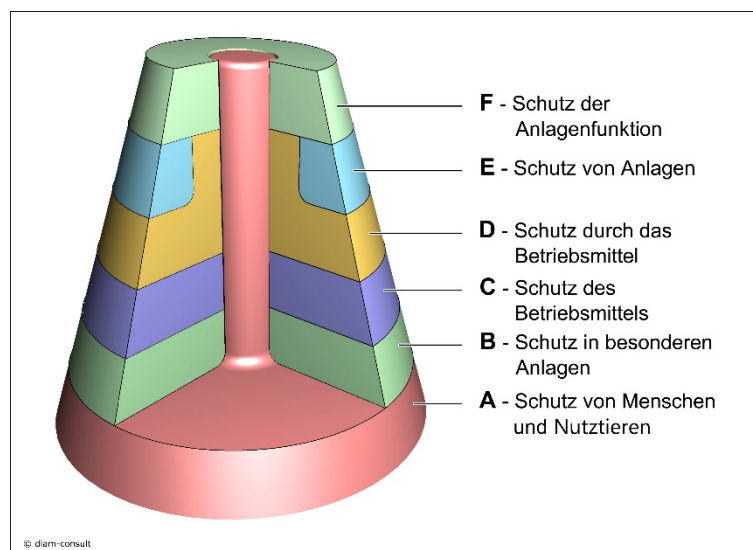 F - Schutz der
Anlagenfunktion
E - Schutz von Anlagen
D - Schutz durch das
Betriebsmittel
C - Schutz des
Betriebsmittels
B - Schutz in besonderen
Anlagen
A - Schutz von Menschen
und Nutztieren
© diam-consult